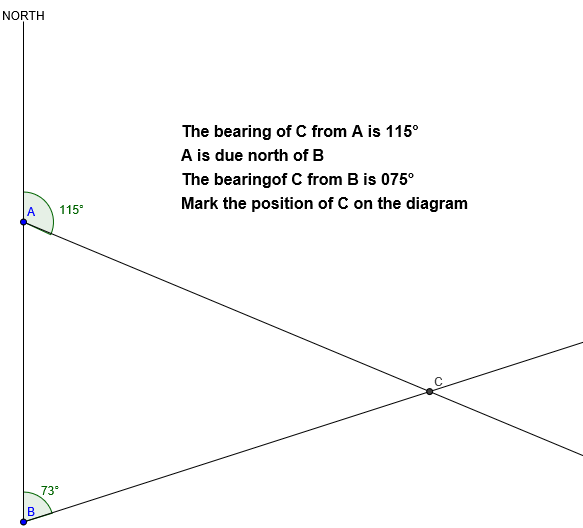 NORTH
The bearing of C from A is 115°
A is due north of B
The bearingof C from B is 075°
Mark the position of C on the diagram
A
115°
C
73°
B